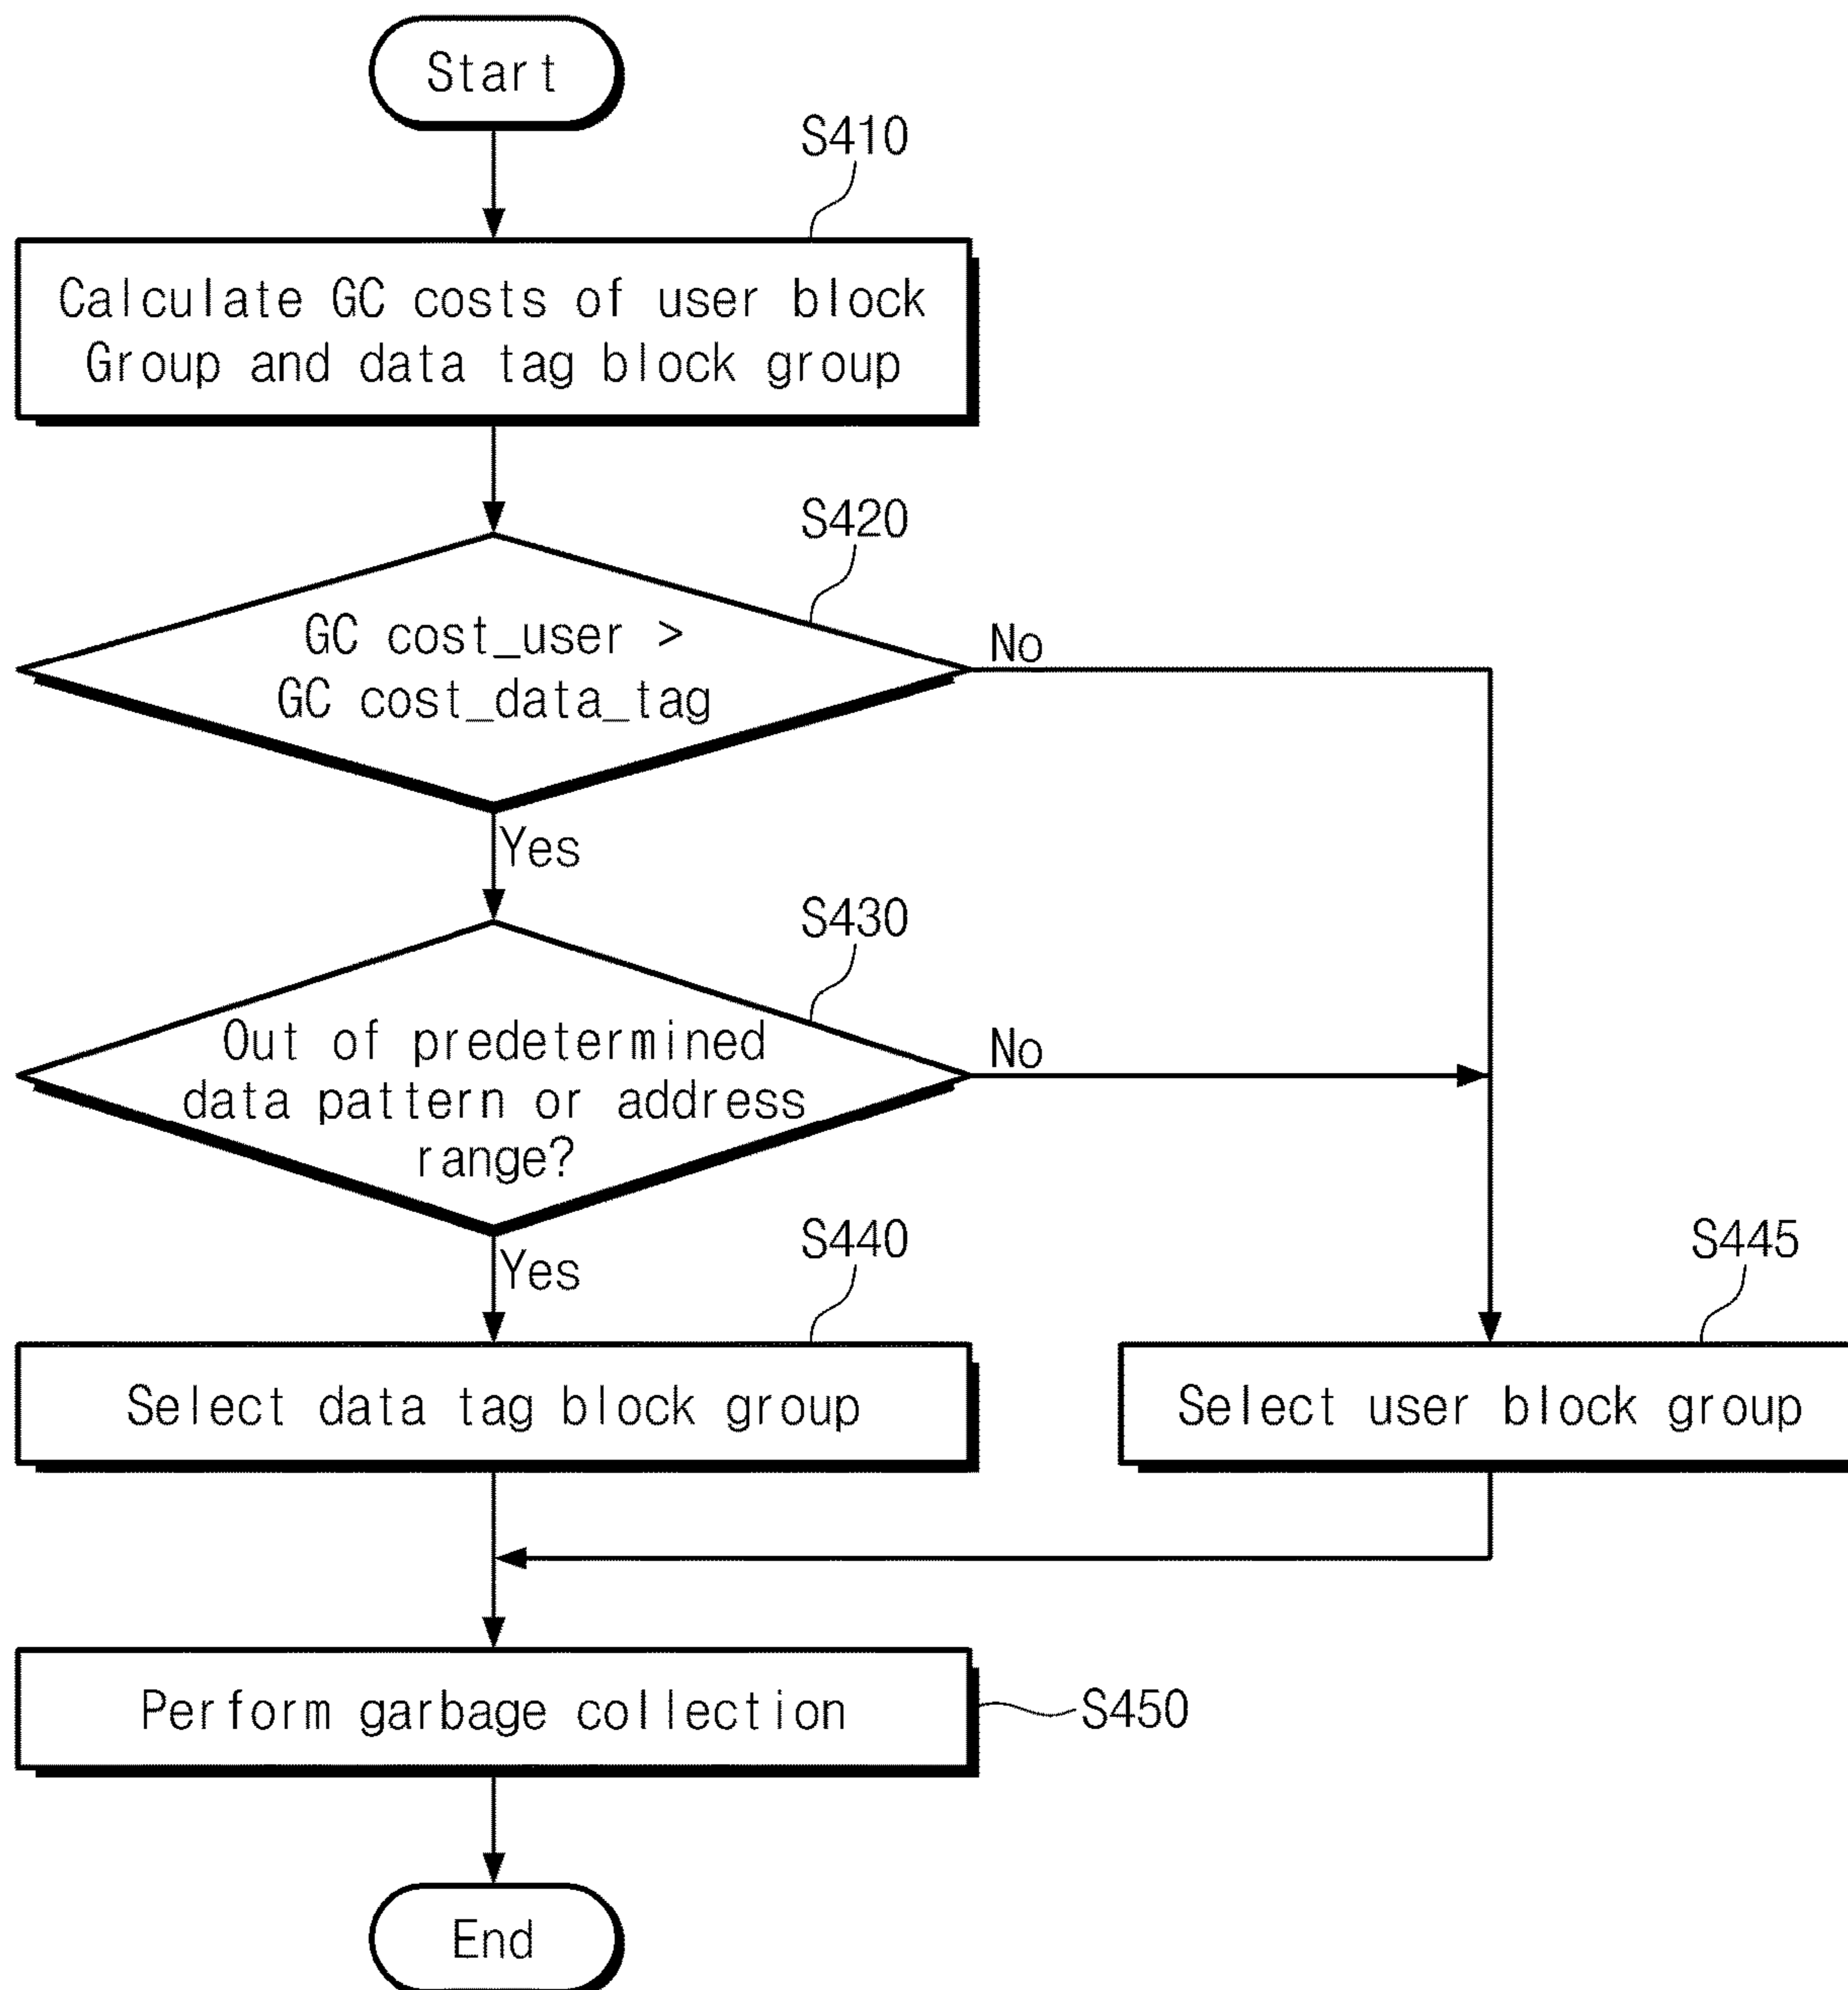 Start
S410
Calculate GC costs of user block
Group and data tag block group
S420
GC cost_user >
GC cost_data_tag
No
Yes
S430
Out of predetermined
data pattern or address
range?
No
Yes
S440
S445
Select data tag block group
Select user block group
Perform garbage collection
S450
End